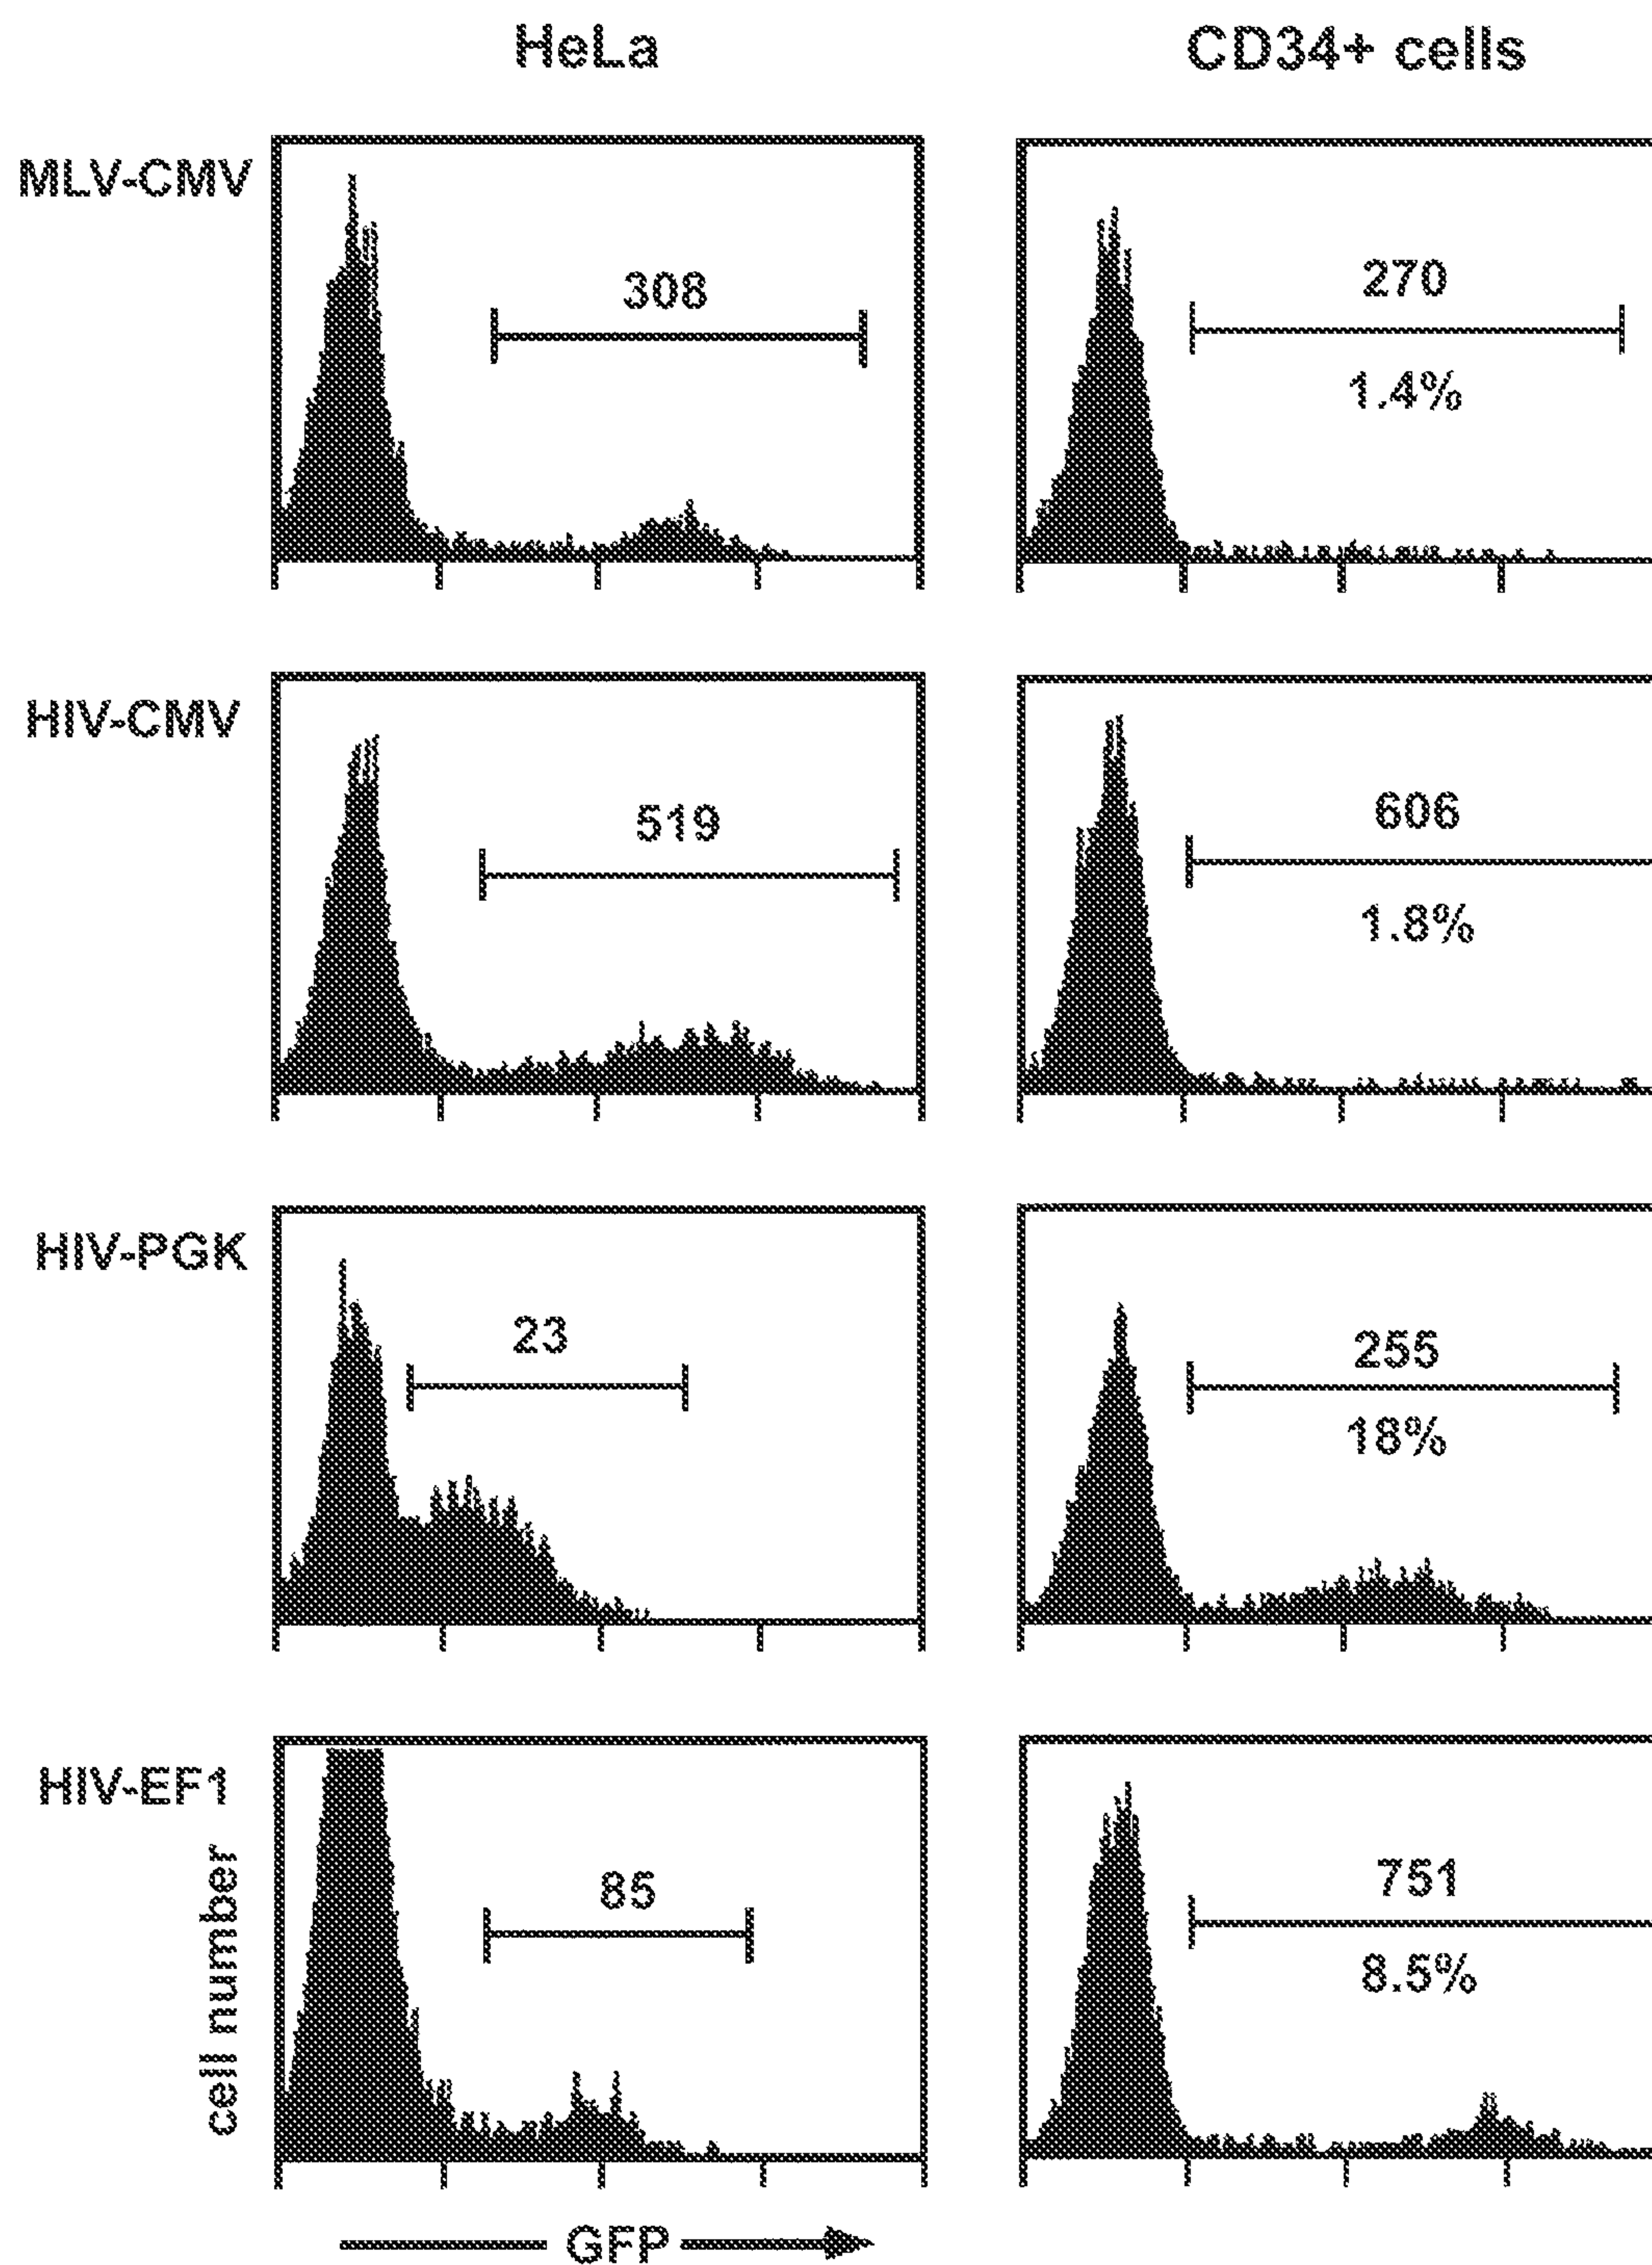 HeLa
CD34+ cells
MLV-CMV
308
270
1.4%
HIV-CMV
519
606
1.8%
HIV-PGK
23
255
18%
HIV-EF1
85
751
8.5%
cell number
GFP